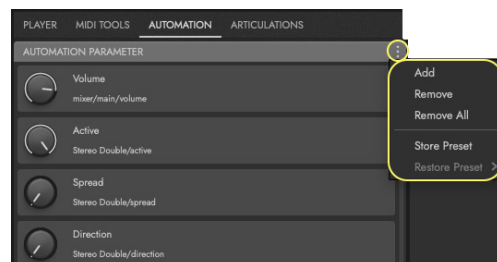 PLAYER MIDI TOOLS AUTOMATION ARTICULATIONS
AUTOMATION PARAMETER
Volume
mixer/main/volume
Active
Stereo Double/active
Spread
Stereo Double/spread
Direction
Stereo Double/direction
Add
Remove
Remove All
Store Preset
Restore Preset